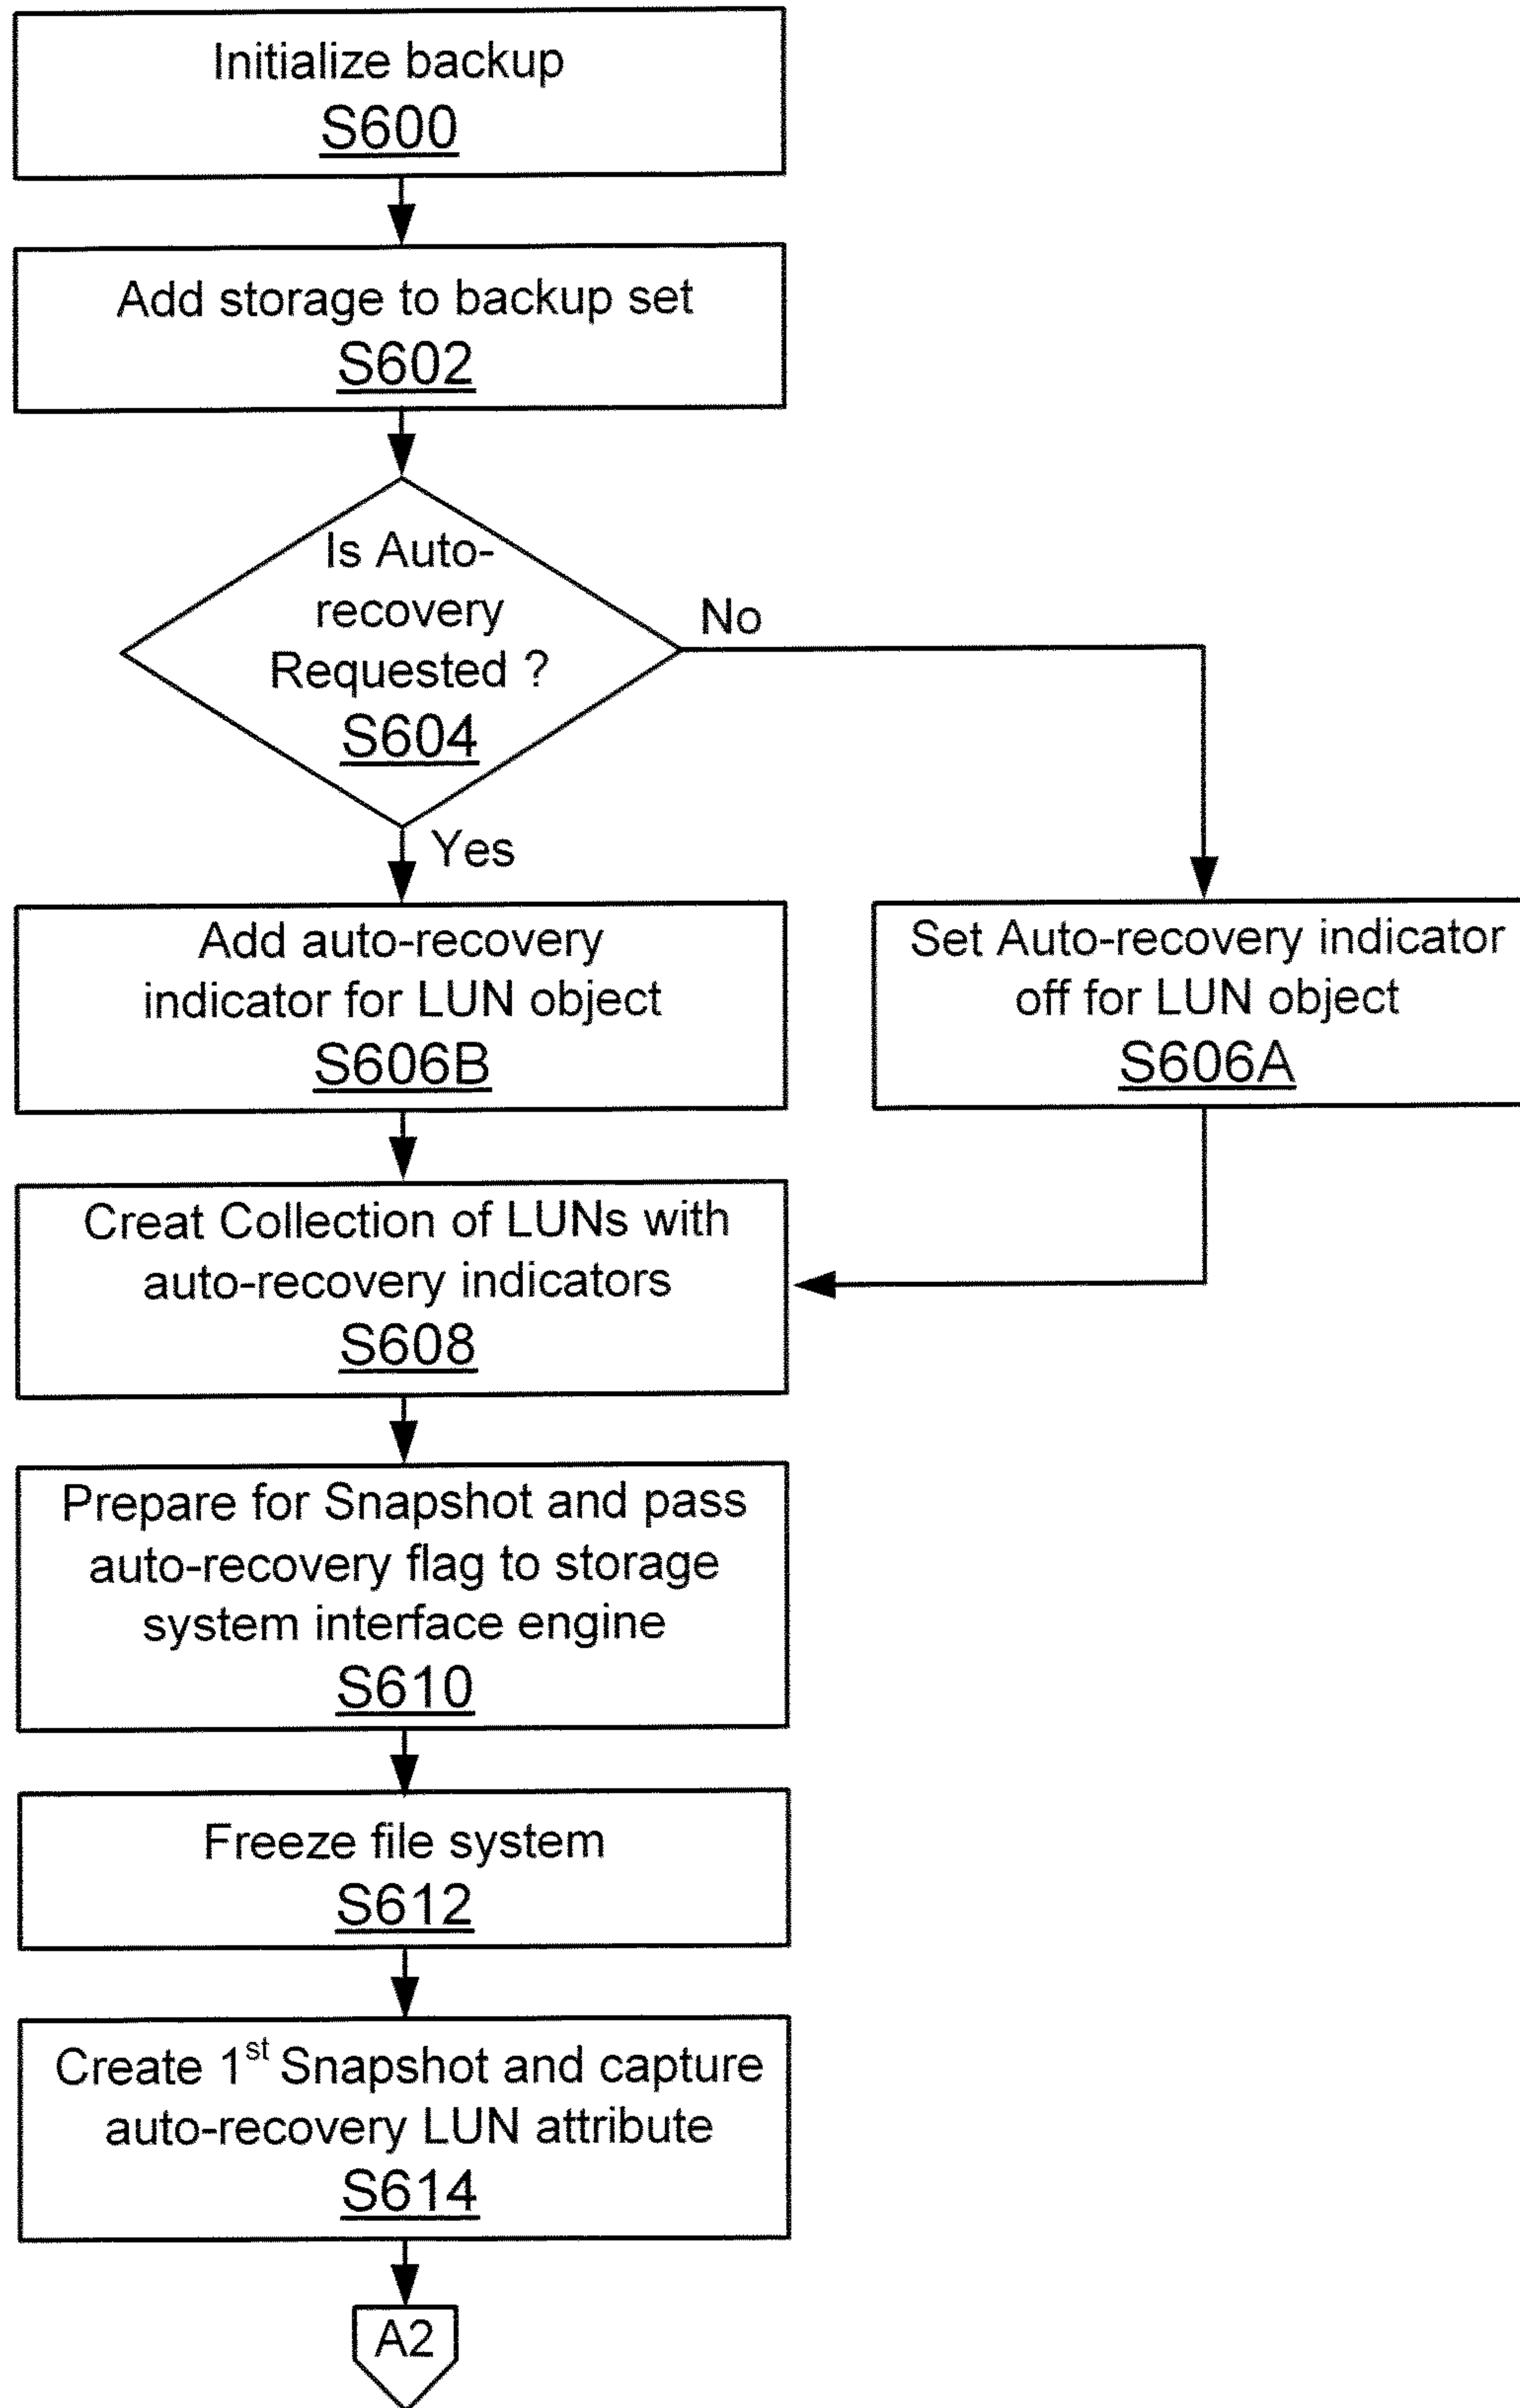 Initialize backup
S600
Add storage to backup set
S602
Is Auto-
recovery
Requested ?
S604
No
Yes
Add auto-recovery
indicator for LUN object
S606B
Set Auto-recovery indicator
off for LUN object
S606A
Creat Collection of LUNs with
auto-recovery indicators
S608
Prepare for Snapshot and pass
auto-recovery flag to storage
system interface engine
S610
Freeze file system
S612
Create 1st Snapshot and capture
auto-recovery LUN attribute
S614
A2